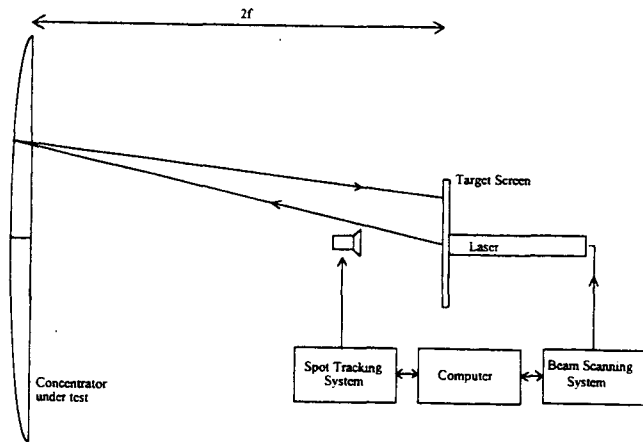 2f
Target Screen
Laser
Spot Tracking
System
Computer
Beam Scanning
System
Concentrator
under test